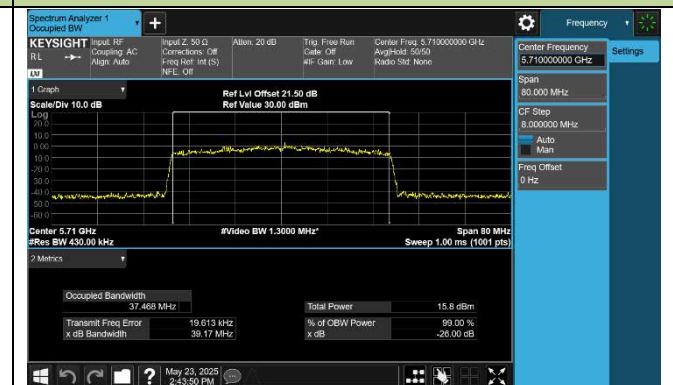 Spectrum Analyzer 1
Occupied BW
Frequency
KEYSIGHT Input: RF Input Z: 50 Ω Atten: 20 dB Trig: Free Run Center Freq: 5.710000000 GHz
RL Coupling: AC Corrections: Off Gate: Off Avg|Hold: 50/50
Align: Auto Freq Ref: Int (S) #IF Gain: Low Radio Std: None
NFE: Off
Center Frequency
5.710000000 GHz
Settings
Span
80.000 MHz
CF Step
8.000000 MHz
Auto
Man
Freq Offset
0 Hz
1 Graph
Ref Lvl Offset 21.50 dB
Scale/Div 10.0 dB Ref Value 30.00 dBm
Log
20.0
10.0
0.00
-10.0
-20.0
-30.0
-40.0
-50.0
-60.0
Center 5.71 GHz #Video BW 1.3000 MHz* Span 80 MHz
#Res BW 430.00 kHz Sweep 1.00 ms (1001 pts)
2 Metrics
Occupied Bandwidth
37.468 MHz Total Power 15.8 dBm
Transmit Freq Error 19.613 kHz % of OBW Power 99.00 %
x dB Bandwidth 39.17 MHz x dB -26.00 dB
? May 23, 2025
2:43:50 PM